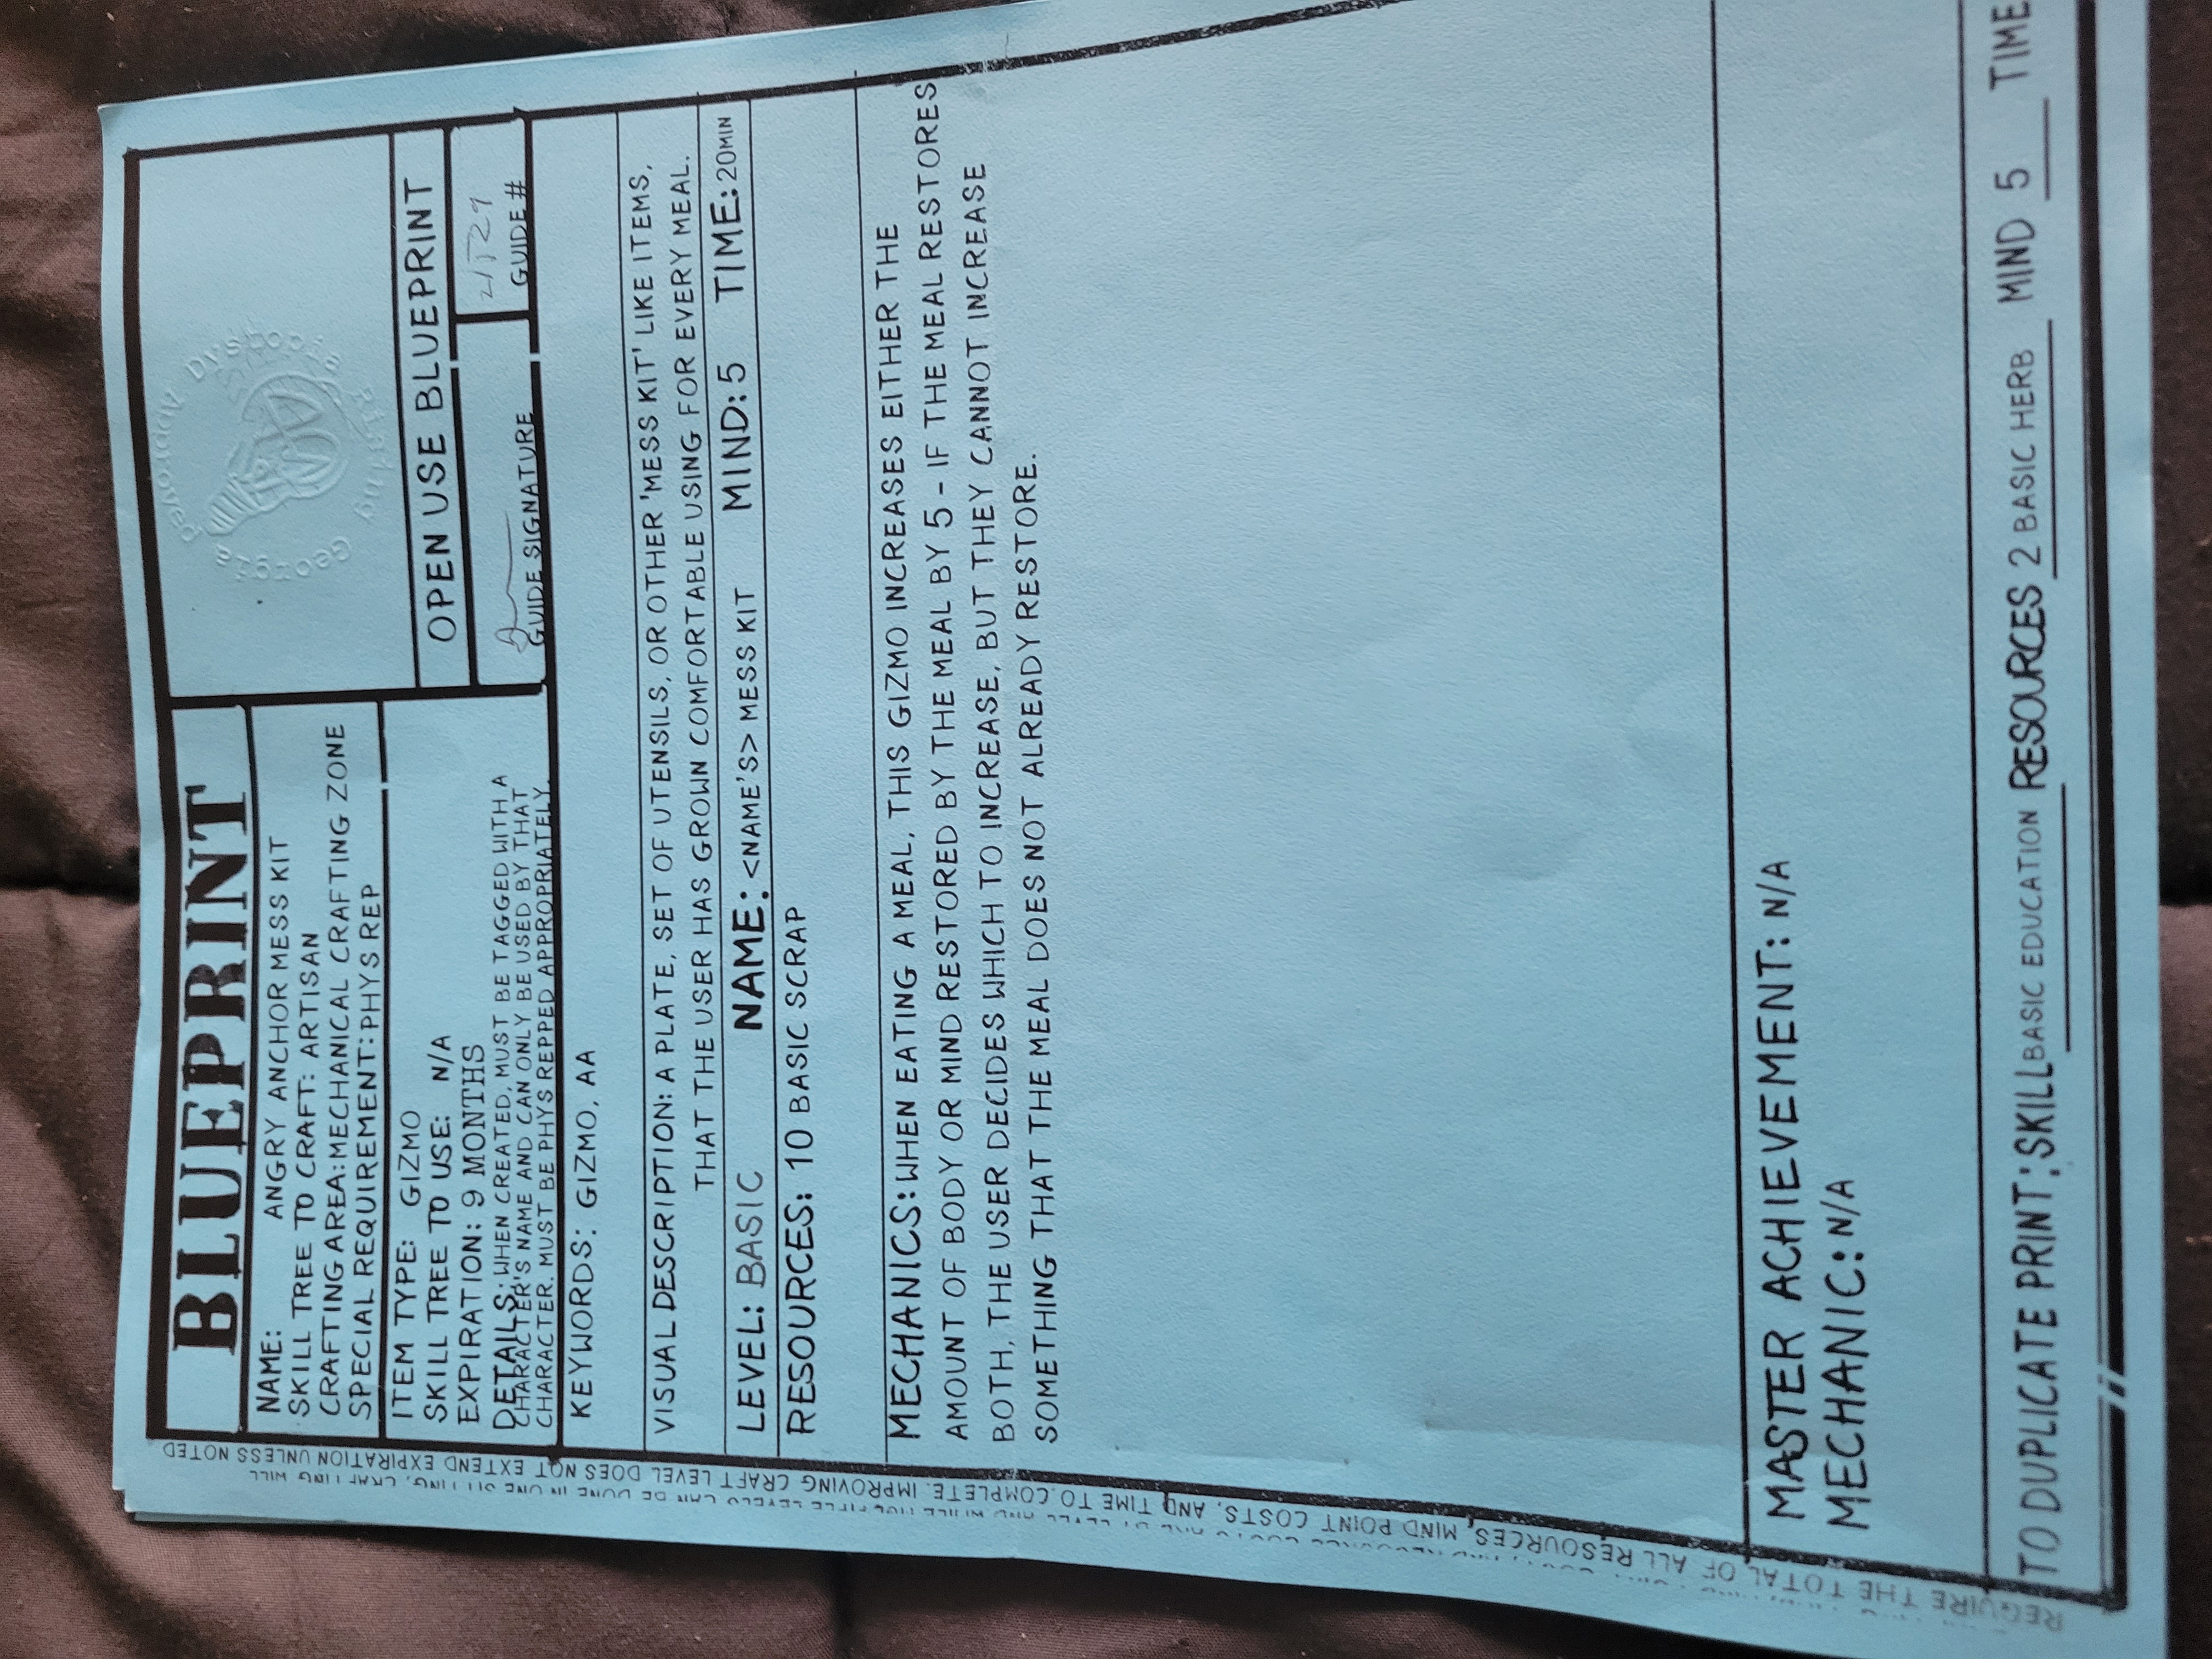 BLUEPRINT
NAME: ANGRY ANCHOR MESS KIT
SKILL TREE TO CRAFT: ARTISAN
CRAFTING AREA: MECHANICAL CRAFTING ZONE
SPECIAL REQUIREMENT: PHYS REP
ITEM TYPE: GIZMO
SKILL TREE TO USE: N/A
EXPIRATION: 9 MONTHS
DETAILS: WHEN CREATED, MUST BE TAGGED WITH A
CHARACTER'S NAME AND CAN ONLY BE USED BY THAT
CHARACTER. MUST BE PHYS REPPED APPROPRIATELY.
Approved Dystopia Rising Georgia
OPEN USE BLUEPRINT
GUIDE SIGNATURE
GUIDE #
KEYWORDS: GIZMO, AA
VISUAL DESCRIPTION: A PLATE, SET OF UTENSILS, OR OTHER 'MESS KIT' LIKE ITEMS,
THAT THE USER HAS GROWN COMFORTABLE USING FOR EVERY MEAL.
LEVEL: BASIC NAME: <NAME'S> MESS KIT MIND: 5 TIME: 20MIN
RESOURCES: 10 BASIC SCRAP
MECHANICS: WHEN EATING A MEAL, THIS GIZMO INCREASES EITHER THE
AMOUNT OF BODY OR MIND RESTORED BY THE MEAL BY 5 - IF THE MEAL RESTORES
BOTH, THE USER DECIDES WHICH TO INCREASE, BUT THEY CANNOT INCREASE
SOMETHING THAT THE MEAL DOES NOT ALREADY RESTORE.
MASTER ACHIEVEMENT: N/A
MECHANIC: N/A
TO DUPLICATE PRINT: SKILL BASIC EDUCATION RESOURCES 2 BASIC HERB MIND 5 TIME
CAN BE DONE IN ONE SITTING, CRAFTING WILL
REQUIRE THE TOTAL OF ALL RESOURCES, MIND POINT COSTS, AND TIME TO COMPLETE. IMPROVING CRAFT LEVEL DOES NOT EXTEND EXPIRATION UNLESS NOTED